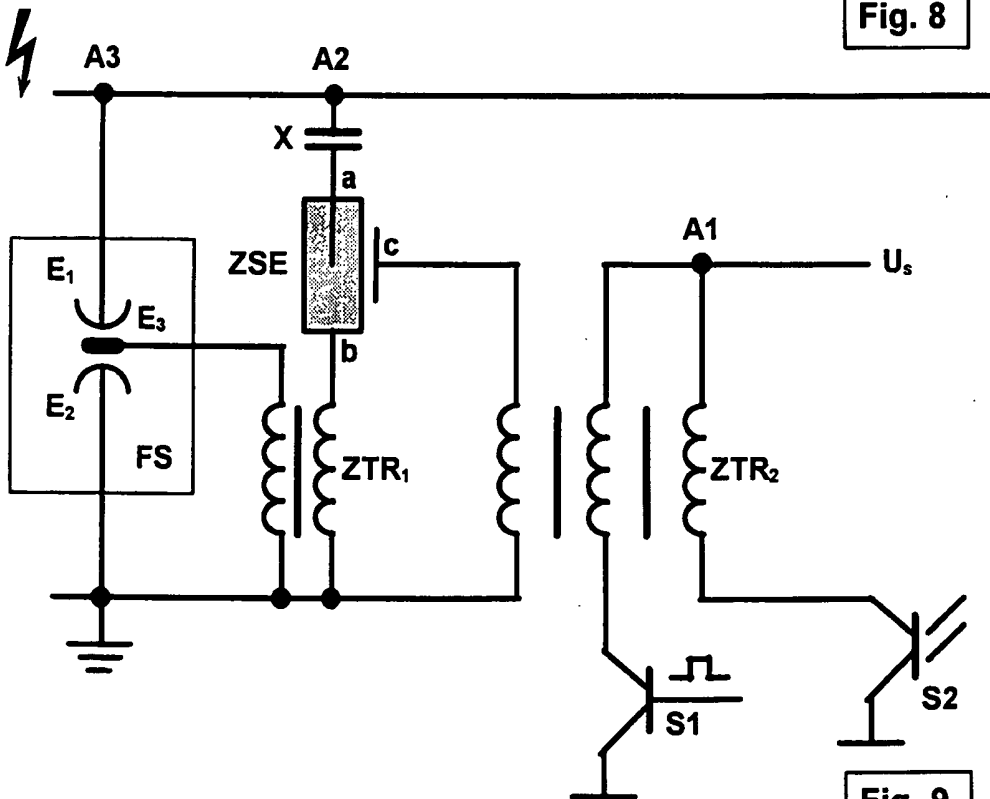 Fig. 8
A3
A2
X
a
A1
ZSE
c
Uₛ
E₁
E₃
b
E₂
FS
ZTR₁
ZTR₂
S1
S2
Fig. 9